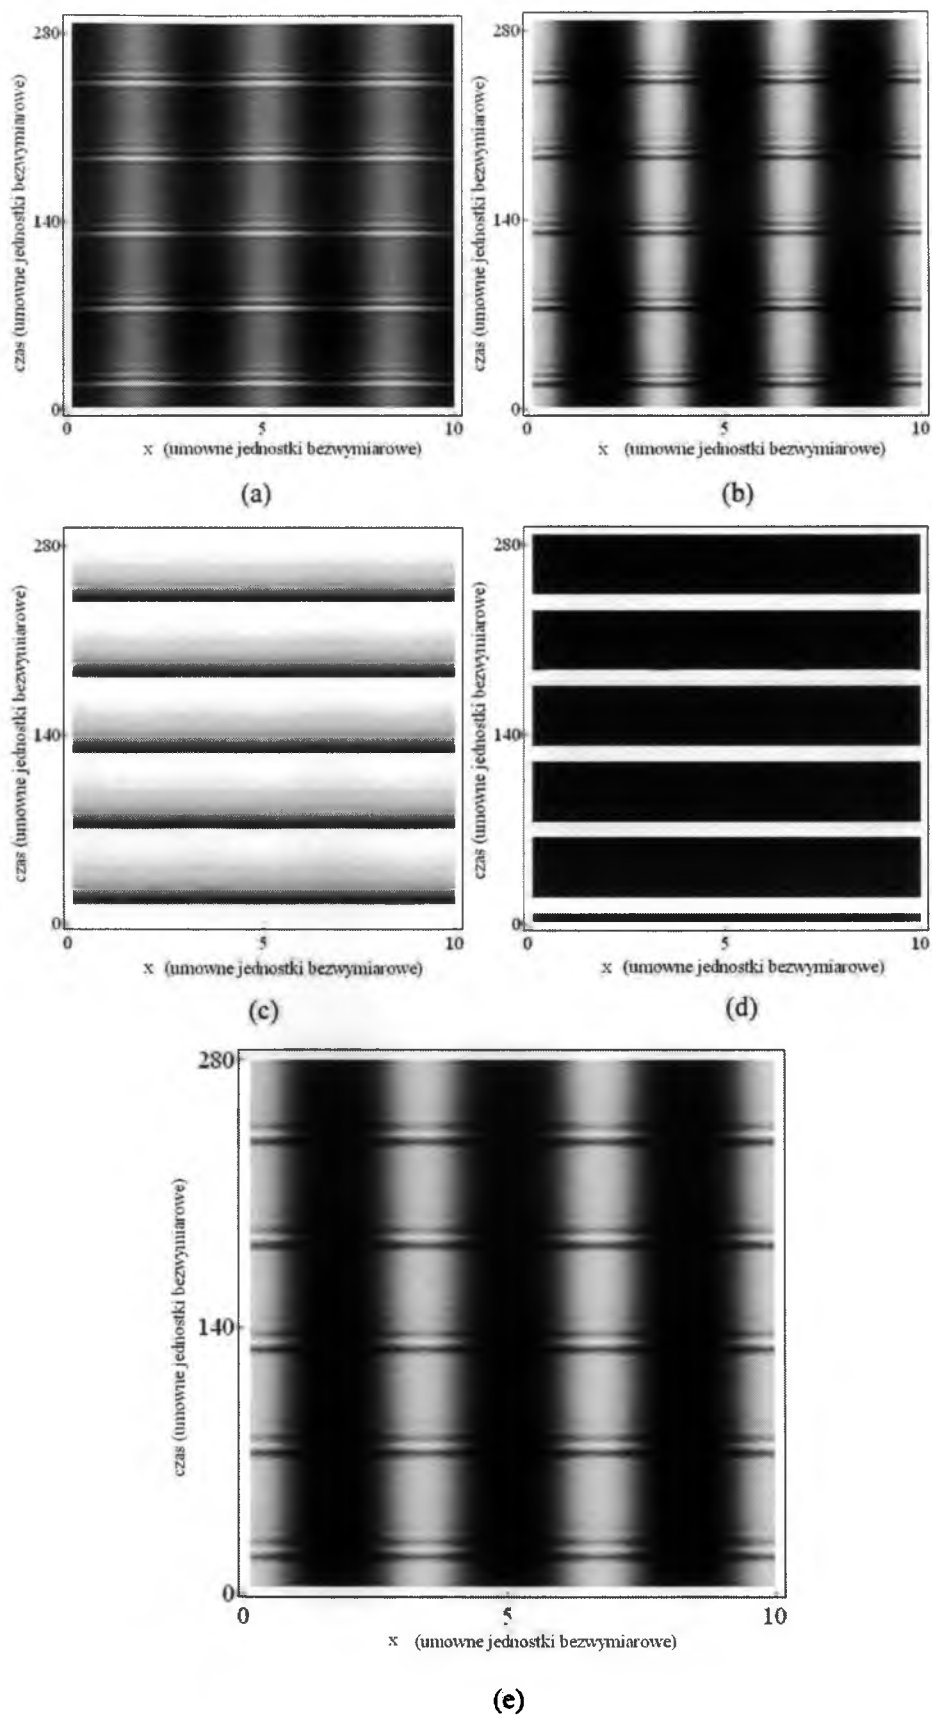 czas (umowne jednostki bezwymiarowe)
280
140
0
0 5 10
x (umowne jednostki bezwymiarowe)
(a)
czas (umowne jednostki bezwymiarowe)
280
140
0
0 5 10
x (umowne jednostki bezwymiarowe)
(b)
czas (umowne jednostki bezwymiarowe)
280
140
0
0 5 10
x (umowne jednostki bezwymiarowe)
(c)
czas (umowne jednostki bezwymiarowe)
280
140
0
0 5 10
x (umowne jednostki bezwymiarowe)
(d)
czas (umowne jednostki bezwymiarowe)
280
140
0
0 5 10
x (umowne jednostki bezwymiarowe)
(e)